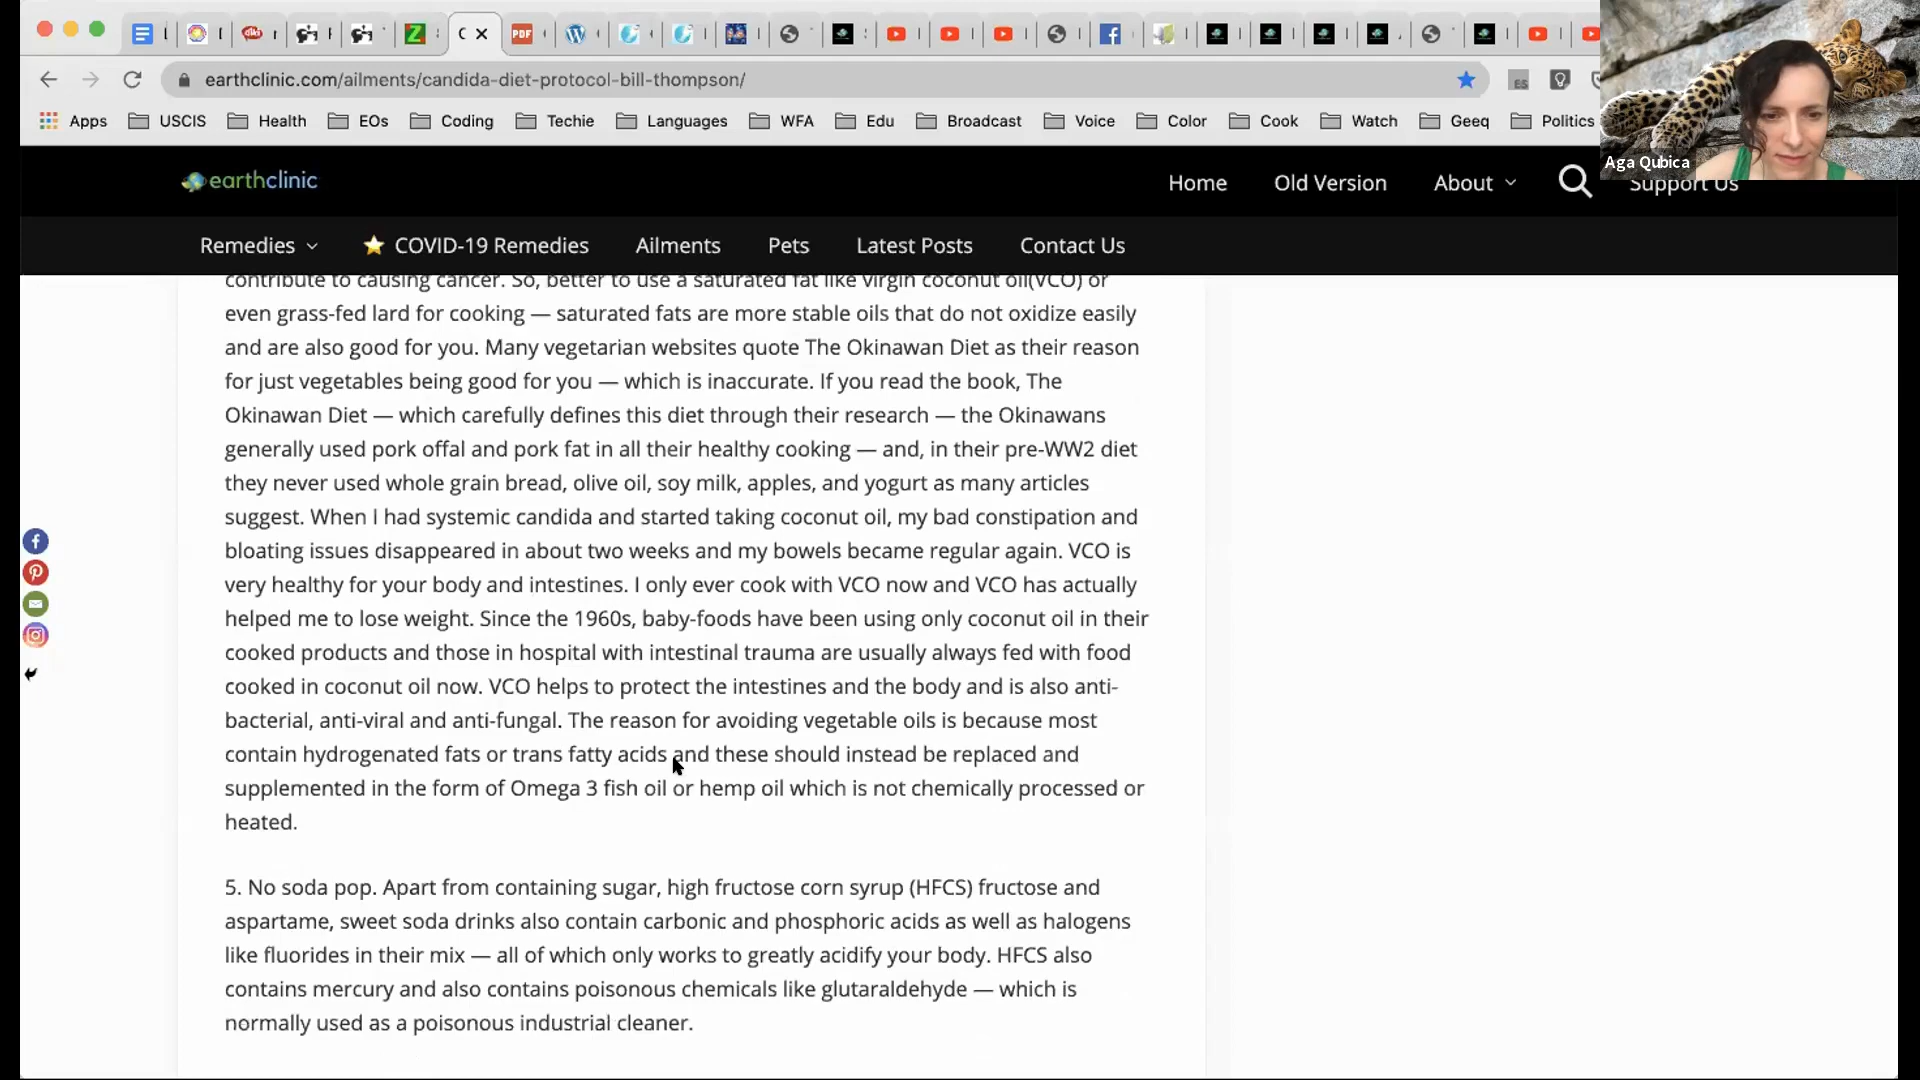 earthclinic.com/ailments/candida-diet-protocol-bill-thompson/
Apps USCIS Health EOs Coding Techie Languages WFA Edu Broadcast Voice Color Cook Watch Geeq Politics
Aga Qubica
earthclinic
Home Old Version About Support Us
Remedies COVID-19 Remedies Ailments Pets Latest Posts Contact Us
contribute to causing cancer. So, better to use a saturated fat like virgin coconut oil(VCO) or
even grass-fed lard for cooking — saturated fats are more stable oils that do not oxidize easily
and are also good for you. Many vegetarian websites quote The Okinawan Diet as their reason
for just vegetables being good for you — which is inaccurate. If you read the book, The
Okinawan Diet — which carefully defines this diet through their research — the Okinawans
generally used pork offal and pork fat in all their healthy cooking — and, in their pre-WW2 diet
they never used whole grain bread, olive oil, soy milk, apples, and yogurt as many articles
suggest. When I had systemic candida and started taking coconut oil, my bad constipation and
bloating issues disappeared in about two weeks and my bowels became regular again. VCO is
very healthy for your body and intestines. I only ever cook with VCO now and VCO has actually
helped me to lose weight. Since the 1960s, baby-foods have been using only coconut oil in their
cooked products and those in hospital with intestinal trauma are usually always fed with food
cooked in coconut oil now. VCO helps to protect the intestines and the body and is also anti-
bacterial, anti-viral and anti-fungal. The reason for avoiding vegetable oils is because most
contain hydrogenated fats or trans fatty acids and these should instead be replaced and
supplemented in the form of Omega 3 fish oil or hemp oil which is not chemically processed or
heated.
5. No soda pop. Apart from containing sugar, high fructose corn syrup (HFCS) fructose and
aspartame, sweet soda drinks also contain carbonic and phosphoric acids as well as halogens
like fluorides in their mix — all of which only works to greatly acidify your body. HFCS also
contains mercury and also contains poisonous chemicals like glutaraldehyde — which is
normally used as a poisonous industrial cleaner.